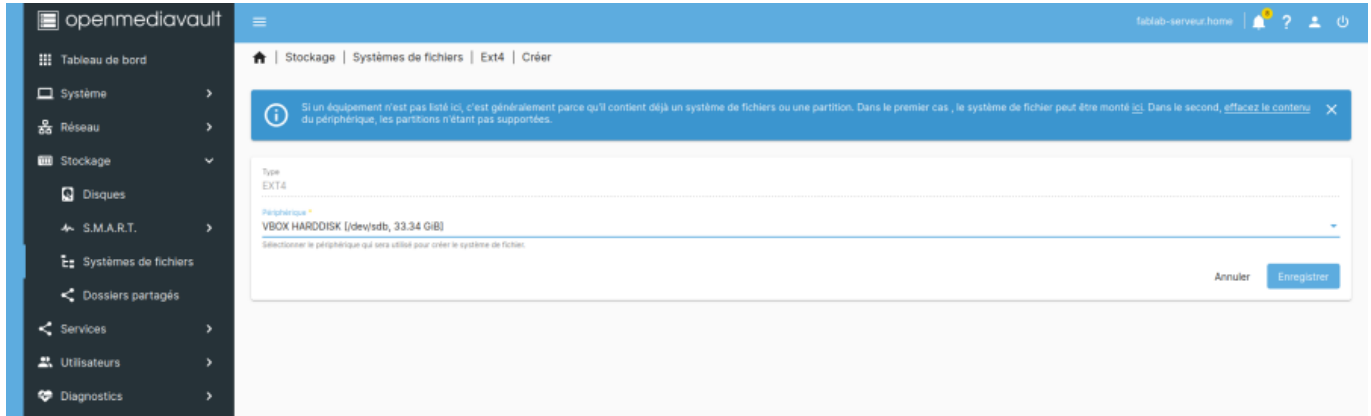 openmediavault
fablab-serveur.home
?
Tableau de bord
Système
Réseau
Stockage
Disques
S.M.A.R.T.
Systèmes de fichiers
Dossiers partagés
Services
Utilisateurs
Diagnostics
| Stockage | Systèmes de fichiers | Ext4 | Créer
Si un équipement n'est pas listé ici, c'est généralement parce qu'il contient déjà un système de fichiers ou une partition. Dans le premier cas , le système de fichier peut être monté ici. Dans le second, effacez le contenu
du périphérique, les partitions n'étant pas supportées.
Type
EXT4
Périphérique *
VBOX HARDDISK [/dev/sdb, 33.34 GiB]
Sélectionner le périphérique qui sera utilisé pour créer le système de fichier.
Annuler
Enregistrer